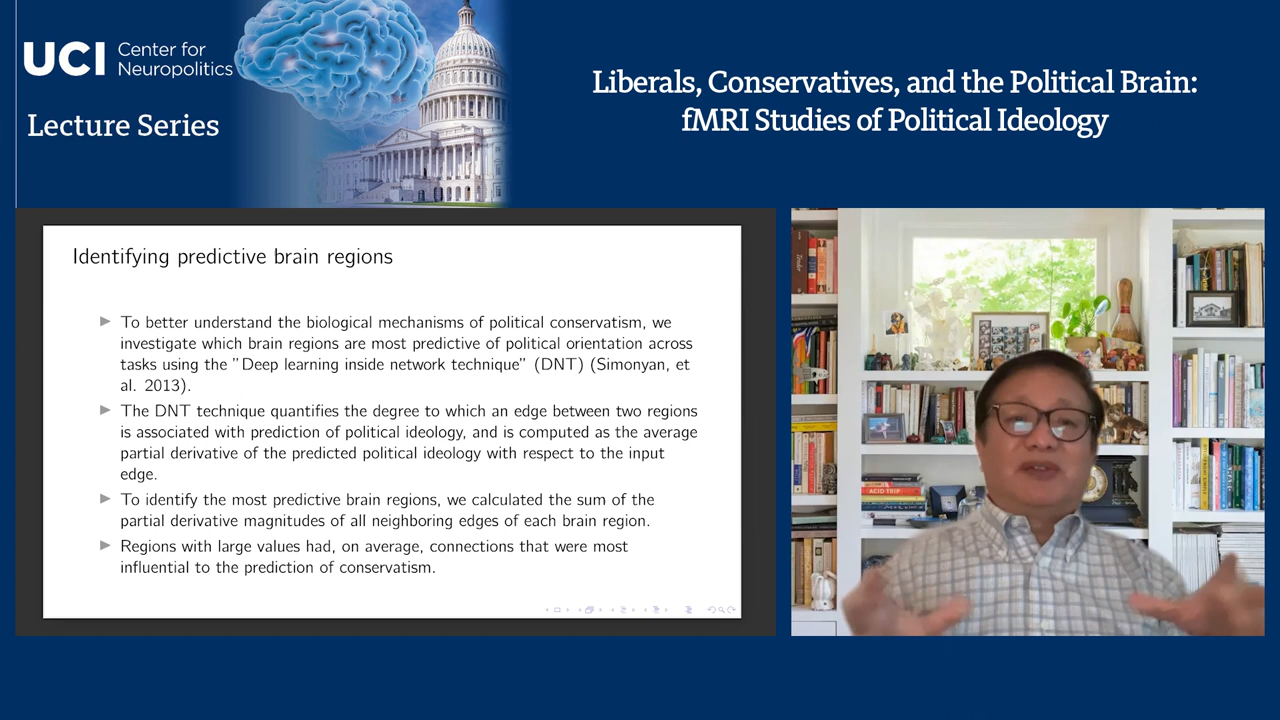 UCI Center for
Neuropolitics
Lecture Series
Liberals, Conservatives, and the Political Brain:
fMRI Studies of Political Ideology
Identifying predictive brain regions
To better understand the biological mechanisms of political conservatism, we
investigate which brain regions are most predictive of political orientation across
tasks using the "Deep learning inside network technique" (DNT) (Simonyan, et
al. 2013).
The DNT technique quantifies the degree to which an edge between two regions
is associated with prediction of political ideology, and is computed as the average
partial derivative of the predicted political ideology with respect to the input
edge.
To identify the most predictive brain regions, we calculated the sum of the
partial derivative magnitudes of all neighboring edges of each brain region.
Regions with large values had, on average, connections that were most
influential to the prediction of conservatism.
ACID TRIP